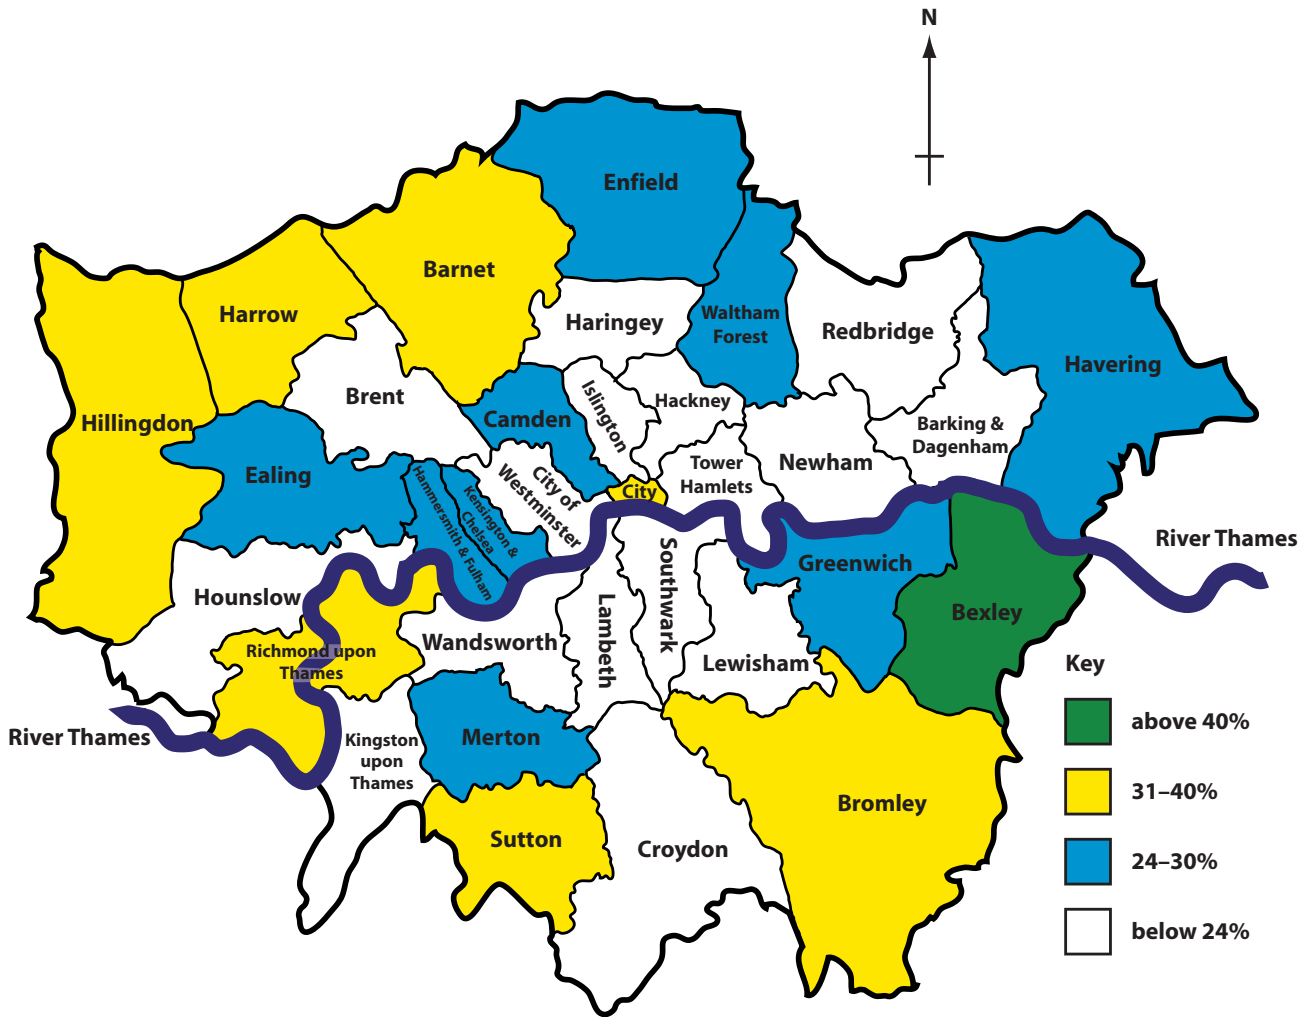 N
Enfield
Barnet
Harrow
Haringey
Waltham
Forest
Redbridge
Havering
Brent
Hillingdon
Camden
Islington
Hackney
Barking &
Dagenham
Ealing
Tower
Hamlets
Newham
City
City of
Westminster
Kensington &
Chelsea
Hammersmith & Fulham
River Thames
Greenwich
Hounslow
Southwark
Lambeth
Bexley
Richmond upon
Thames
Wandsworth
Lewisham
River Thames
Kingston
upon
Thames
Merton
Sutton
Croydon
Bromley
Key
above 40%
31–40%
24–30%
below 24%